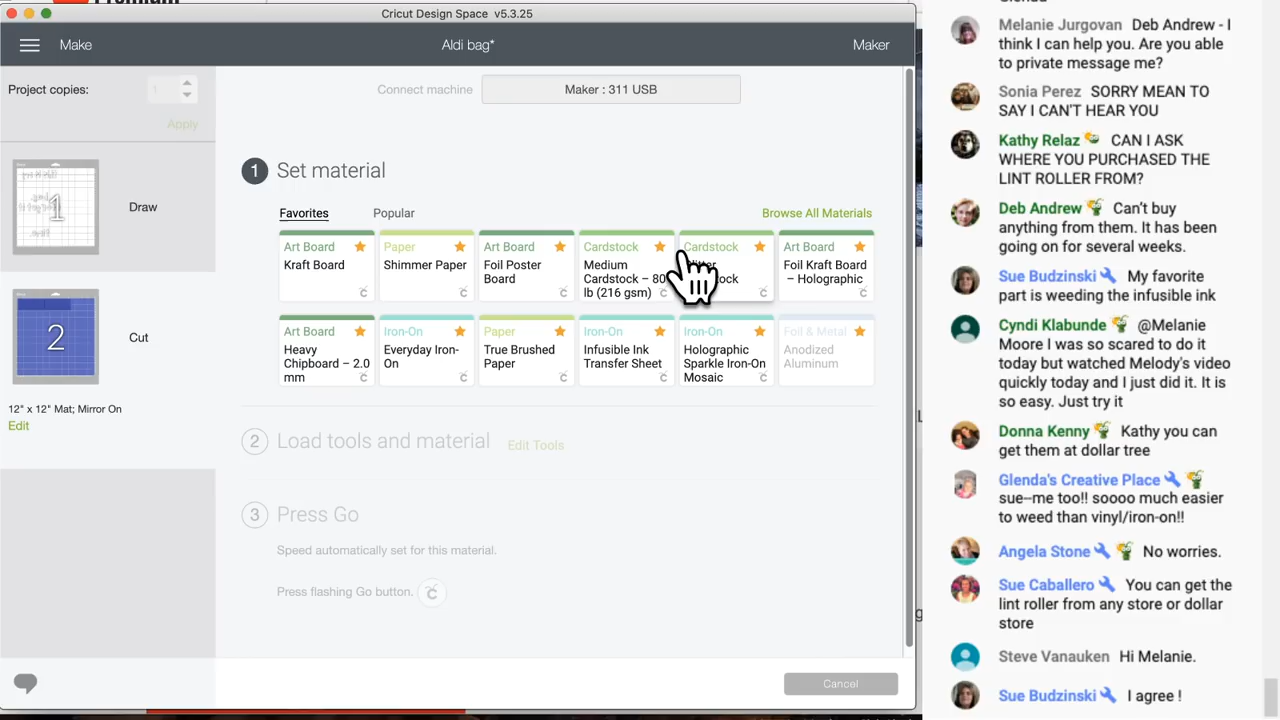 Premium
Cricut Design Space v5.3.25
Make
Aldi bag*
Maker
Project copies:
1
Apply
Connect machine
Maker : 311 USB
1
Draw
2
Cut
12" x 12" Mat; Mirror On
Edit
1 Set material
Favorites
Popular
Browse All Materials
Art Board
Kraft Board
Paper
Shimmer Paper
Art Board
Foil Poster
Board
Cardstock
Medium
Cardstock – 80
lb (216 gsm)
Cardstock
Art Board
Foil Kraft Board
– Holographic
Art Board
Heavy
Chipboard – 2.0
mm
Iron-On
Everyday Iron-
On
Paper
True Brushed
Paper
Iron-On
Infusible Ink
Transfer Sheet
Iron-On
Holographic
Sparkle Iron-On
Mosaic
Foil & Metal
Anodized
Aluminum
2 Load tools and material
Edit Tools
3 Press Go
Speed automatically set for this material.
Press flashing Go button.
Cancel
Melanie Jurgovan Deb Andrew - I
think I can help you. Are you able
to private message me?
Sonia Perez SORRY MEAN TO
SAY I CAN'T HEAR YOU
Kathy Relaz CAN I ASK
WHERE YOU PURCHASED THE
LINT ROLLER FROM?
Deb Andrew Can't buy
anything from them. It has been
going on for several weeks.
Sue Budzinski My favorite
part is weeding the infusible ink
Cyndi Klabunde @Melanie
Moore I was so scared to do it
today but watched Melody's video
quickly today and I just did it. It is
so easy. Just try it
Donna Kenny Kathy you can
get them at dollar tree
Glenda's Creative Place
sue--me too!! soooo much easier
to weed than vinyl/iron-on!!
Angela Stone No worries.
Sue Caballero You can get the
lint roller from any store or dollar
store
Steve Vanauken Hi Melanie.
Sue Budzinski I agree !